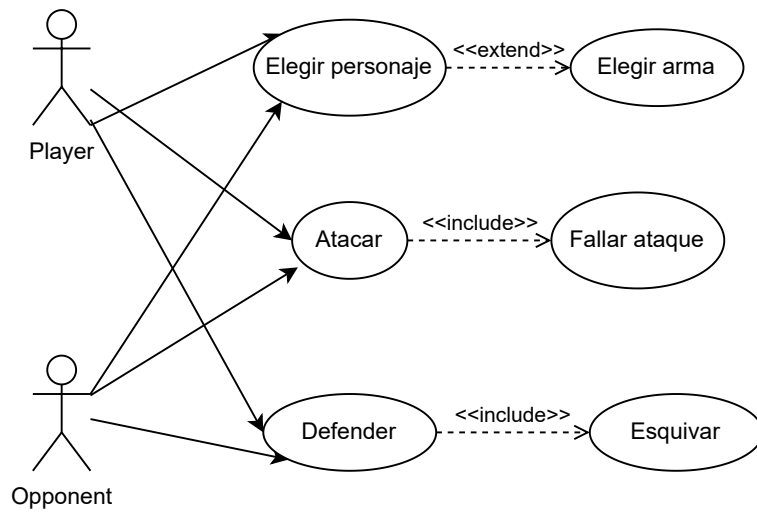 Player
Elegir personaje
<<extend>>
Elegir arma
Atacar
<<include>>
Fallar ataque
Opponent
Defender
<<include>>
Esquivar